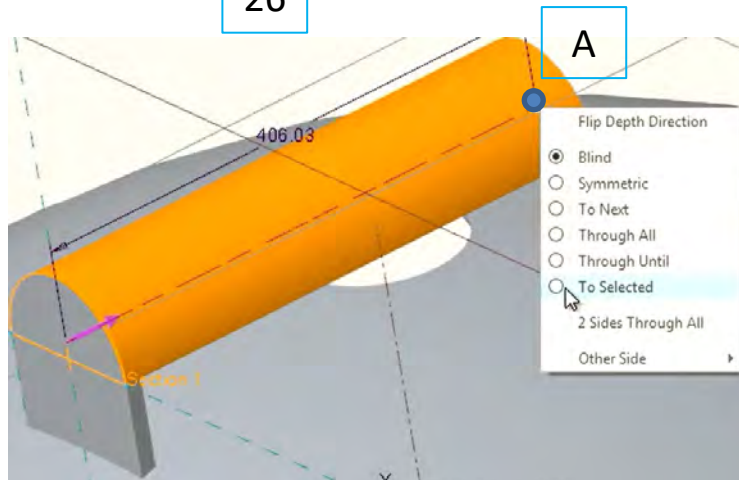 26
A
406.03
Flip Depth Direction
Blind
Symmetric
To Next
Through All
Through Until
To Selected
2 Sides Through All
Other Side
Section 1